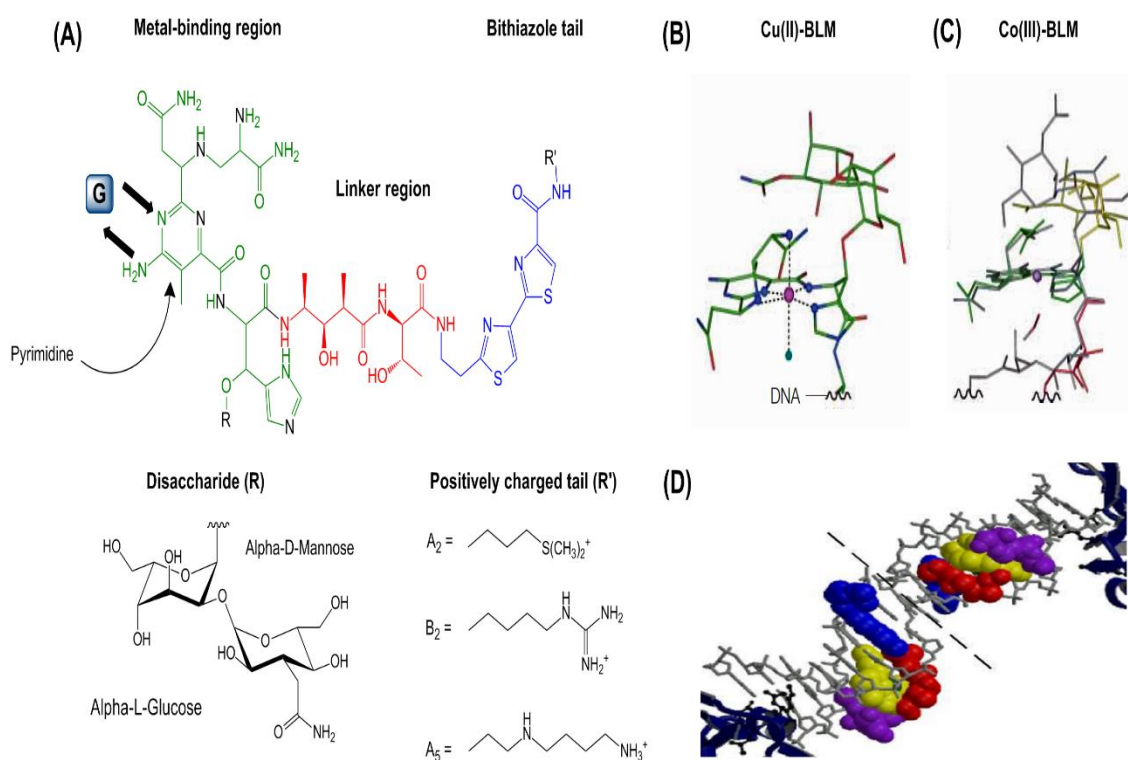 (A)
Metal-binding region
Bithiazole tail
(B)
Cu(II)-BLM
(C)
Co(III)-BLM
O
NH2
H
N
NH2
NH2
O
R'
Linker region
G
N
N
O
NH
H2N
O
N
S
Pyrimidine
N
H
O
H
N
OH
O
H
N
O
H
N
HO
N
S
O
R
HN
N
DNA
Disaccharide (R)
Positively charged tail (R')
(D)
HO
OH
O
Alpha-D-Mannose
HO
OH
O
OH
O
HO
OH
Alpha-L-Glucose
O
NH2
A2 =
S(CH3)2+
B2 =
H
N
NH2
NH2+
A5 =
H
N
NH3+